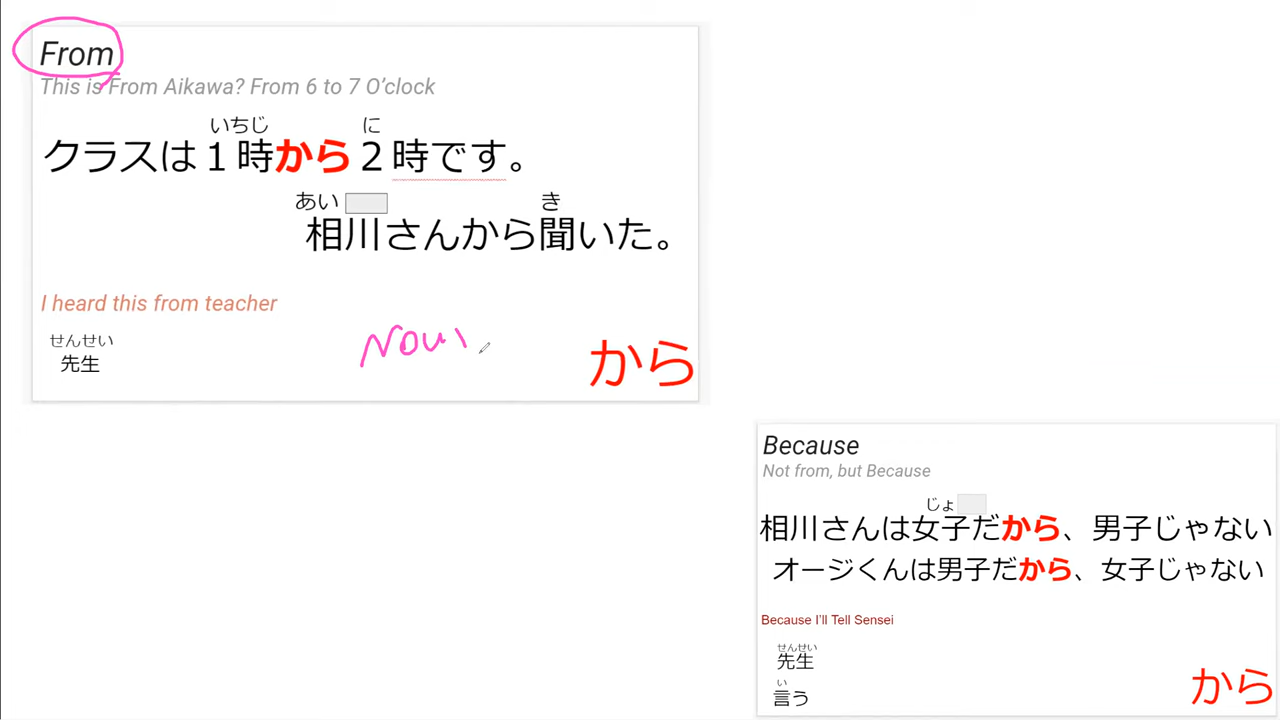 From
This is From Aikawa? From 6 to 7 O’clock
いちじ に
クラスは１時から２時です。
あい き
相川さんから聞いた。
I heard this from teacher
せんせい
先生
から
Because
Not from, but Because
じょ
相川さんは女子だから、男子じゃない
オージくんは男子だから、女子じゃない
Because I’ll Tell Sensei
せんせい
先生
い
言う
から